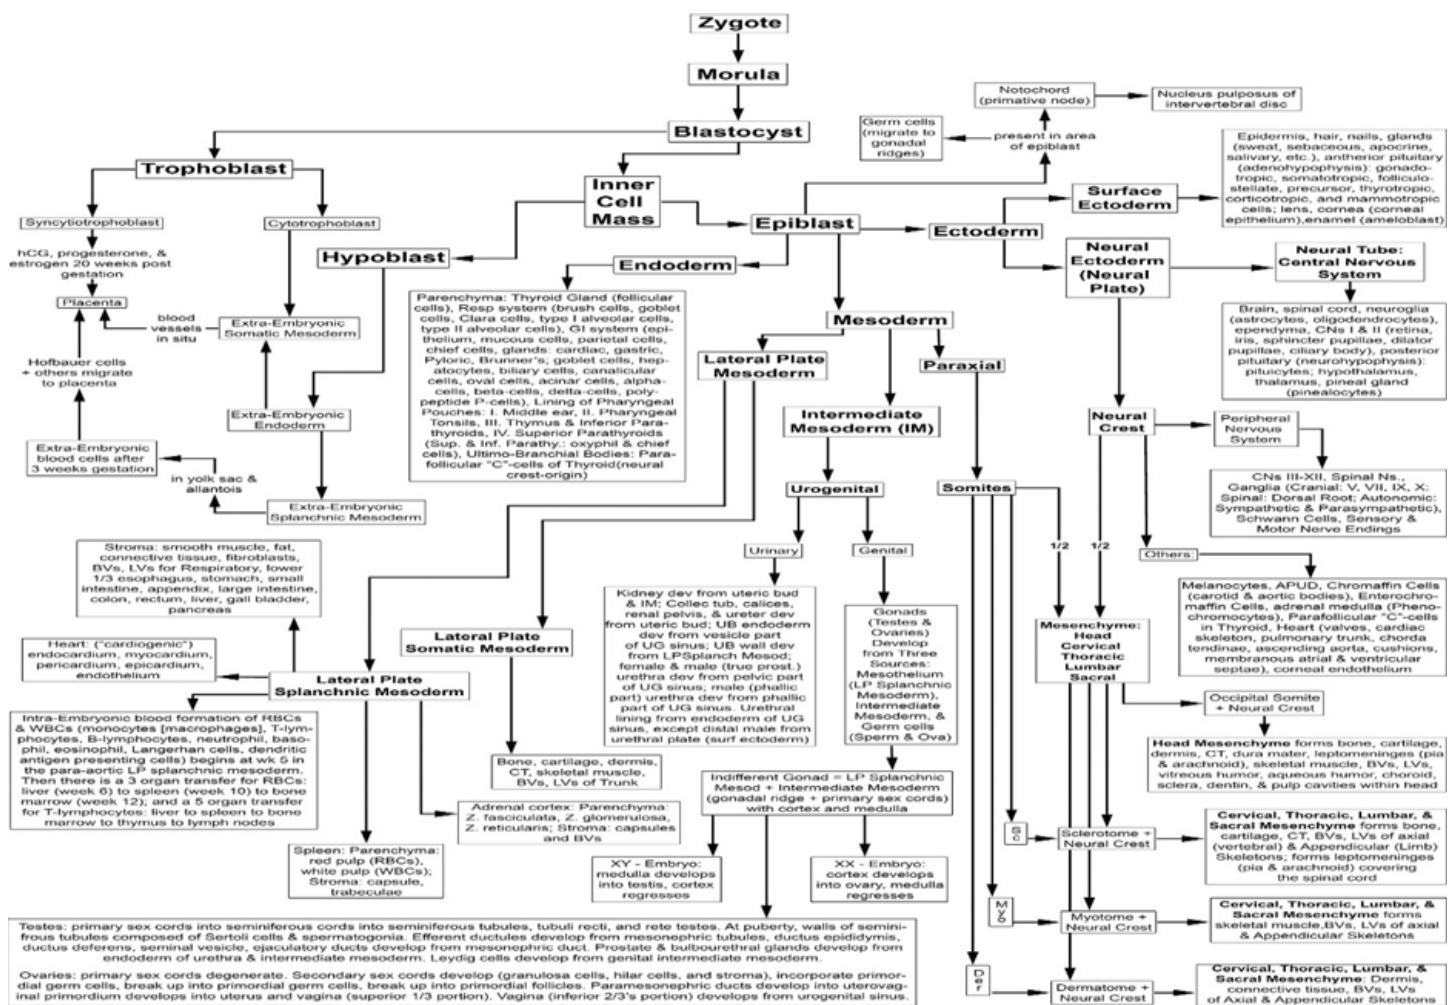 Zygote
Morula
Blastocyst
Trophoblast
Syncytiotrophoblast
Cytotrophoblast
hCG, progesterone, &
estrogen 20 weeks post
gestation
Placenta
blood
vessels
in situ
Extra-Embryonic
Somatic Mesoderm
Hofbauer cells
+ others migrate
to placenta
Extra-Embryonic
Endoderm
Extra-Embryonic
blood cells after
3 weeks gestation
in yolk sac &
allantois
Extra-Embryonic
Splanchnic Mesoderm
Inner
Cell
Mass
Hypoblast
Epiblast
Notochord
(primative node)
Nucleus pulposus of
intervertebral disc
Germ cells
(migrate to
gonadal
ridges)
present in area
of epiblast
Ectoderm
Surface
Ectoderm
Epidermis, hair, nails, glands
(sweat, sebaceous, apocrine,
salivary, etc.), antherior pituitary
(adenohypophysis): gonado-
tropic, somatotropic, folliculo-
stellate, precursor, thyrotropic,
corticotropic, and mammotropic
cells; lens, cornea (corneal
epithelium),enamel (ameloblast)
Neural
Ectoderm
(Neural
Plate)
Neural Tube:
Central Nervous
System
Brain, spinal cord, neuroglia
(astrocytes, oligodendrocytes),
ependyma, CNs I & II (retina,
iris, sphincter pupillae, dilator
pupillae, ciliary body), posterior
pituitary (neurohypophysis):
pituicytes; hypothalamus,
thalamus, pineal gland
(pinealocytes)
Endoderm
Parenchyma: Thyroid Gland (follicular
cells), Resp system (brush cells, goblet
cells, Clara cells, type I alveolar cells,
type II alveolar cells), GI system (epi-
thelium, mucous cells, parietal cells,
chief cells, glands: cardiac, gastric,
Pyloric, Brunner's; goblet cells, hep-
atocytes, biliary cells, canalicular
cells, oval cells, acinar cells, alpha-
cells, beta-cells, delta-cells, poly-
peptide P-cells), Lining of Pharyngeal
Pouches: I. Middle ear, II. Pharyngeal
Tonsils, III. Thymus & Inferior Para-
thyroids, IV. Superior Parathyroids
(Sup. & Inf. Parathy.: oxyphil & chief
cells), Ultimo-Branchial Bodies: Para-
follicular "C"-cells of Thyroid(neural
crest-origin)
Mesoderm
Lateral Plate
Mesoderm
Paraxial
Intermediate
Mesoderm (IM)
Neural
Crest
Peripheral
Nervous
System
CNs III-XII, Spinal Ns.,
Ganglia (Cranial: V, VII, IX, X:
Spinal: Dorsal Root; Autonomic:
Sympathetic & Parasympathetic),
Schwann Cells, Sensory &
Motor Nerve Endings
Urogenital
Somites
Urinary
Genital
1/2
1/2
Others:
Melanocytes, APUD, Chromaffin Cells
(carotid & aortic bodies), Enterochro-
maffin Cells, adrenal medulla (Pheno-
chromocytes), Parafollicular "C"-cells
in Thyroid, Heart (valves, cardiac
skeleton, pulmonary trunk, chorda
tendinae, ascending aorta, cushions,
membranous atrial & ventricular
septae), corneal endothelium
Stroma: smooth muscle, fat,
connective tissue, fibroblasts,
BVs, LVs for Respiratory, lower
1/3 esophagus, stomach, small
intestine, appendix, large intestine,
colon, rectum, liver, gall bladder,
pancreas
Heart: ("cardiogenic")
endocardium, myocardium,
pericardium, epicardium,
endothelium
Lateral Plate
Splanchnic Mesoderm
Lateral Plate
Somatic Mesoderm
Kidney dev from uteric bud
& IM; Collec tub, calices,
renal pelvis, & ureter dev
from uteric bud; UB endoderm
dev from vesicle part
of UG sinus; UB wall dev
from LPSplanch Mesod;
female & male (true prost.)
urethra dev from pelvic part
of UG sinus; male (phallic
part) urethra dev from phallic
part of UG sinus. Urethral
lining from endoderm of UG
sinus, except distal male from
urethral plate (surf ectoderm)
Gonads
(Testes &
Ovaries)
Develop
from Three
Sources:
Mesothelium
(LP Splanchnic
Mesoderm),
Intermediate
Mesoderm, &
Germ cells
(Sperm & Ova)
Mesenchyme:
Head
Cervical
Thoracic
Lumbar
Sacral
Occipital Somite
+ Neural Crest
Head Mesenchyme forms bone, cartilage,
dermis, CT, dura mater, leptomeninges (pia
& arachnoid), skeletal muscle, BVs, LVs,
vitreous humor, aqueous humor, choroid,
sclera, dentin, & pulp cavities within head
Intra-Embryonic blood formation of RBCs
& WBCs (monocytes [macrophages], T-lym-
phocytes, B-lymphocytes, neutrophil, baso-
phil, eosinophil, Langerhan cells, dendritic
antigen presenting cells) begins at wk 5 in
the para-aortic LP splanchnic mesoderm.
Then there is a 3 organ transfer for RBCs:
liver (week 6) to spleen (week 10) to bone
marrow (week 12); and a 5 organ transfer
for T-lymphocytes: liver to spleen to bone
marrow to thymus to lymph nodes
Bone, cartilage, dermis,
CT, skeletal muscle,
BVs, LVs of Trunk
Adrenal cortex: Parenchyma:
Z. fasciculata, Z. glomerulosa,
Z. reticularis; Stroma: capsules
and BVs
Spleen: Parenchyma:
red pulp (RBCs),
white pulp (WBCs);
Stroma: capsule,
trabeculae
Indifferent Gonad = LP Splanchnic
Mesod + Intermediate Mesoderm
(gonadal ridge + primary sex cords)
with cortex and medulla
XY - Embryo:
medulla develops
into testis, cortex
regresses
XX - Embryo:
cortex develops
into ovary, medulla
regresses
Sc
Sclerotome +
Neural Crest
Cervical, Thoracic, Lumbar, &
Sacral Mesenchyme forms bone,
cartilage, CT, BVs, LVs of axial
(vertebral) & Appendicular (Limb)
Skeletons; forms leptomeninges
(pia & arachnoid) covering
the spinal cord
Myo
Myotome +
Neural Crest
Cervical, Thoracic, Lumbar, &
Sacral Mesenchyme forms
skeletal muscle,BVs, LVs of axial
& Appendicular Skeletons
Der
Dermatome +
Neural Crest
Cervical, Thoracic, Lumbar, &
Sacral Mesenchyme: Dermis,
connective tissue, BVs, LVs
of Axial & Appendicular Skeletons
Testes: primary sex cords into seminiferous cords into seminiferous tubules, tubuli recti, and rete testes. At puberty, walls of semini-
frous tubules composed of Sertoli cells & spermatogonia. Efferent ductules develop from mesonephric tubules, ductus epididymis,
ductus deferens, seminal vesicle, ejaculatory ducts develop from mesonephric duct. Prostate & bulbourethral glands develop from
endoderm of urethra & intermediate mesoderm. Leydig cells develop from genital intermediate mesoderm.
Ovaries: primary sex cords degenerate. Secondary sex cords develop (granulosa cells, hilar cells, and stroma), incorporate primor-
dial germ cells, break up into primordial germ cells, break up into primordial follicles. Paramesonephric ducts develop into uterovag-
inal primordium develops into uterus and vagina (superior 1/3 portion). Vagina (inferior 2/3's portion) develops from urogenital sinus.